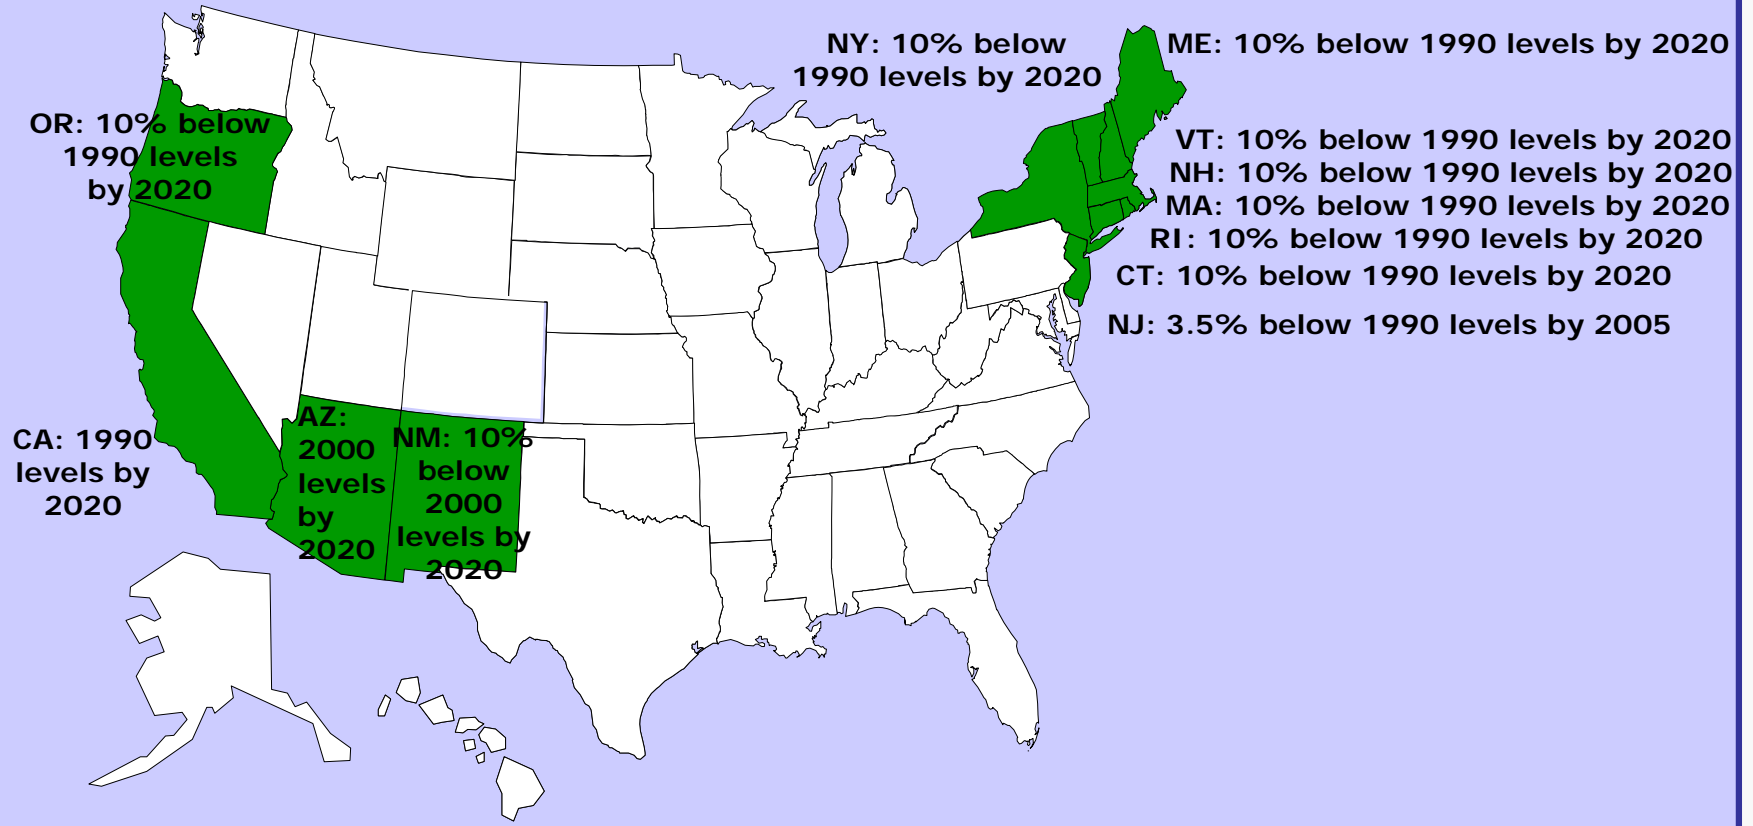 NY: 10% below
1990 levels by 2020
ME: 10% below 1990 levels by 2020
OR: 10% below
1990 levels
by 2020
VT: 10% below 1990 levels by 2020
NH: 10% below 1990 levels by 2020
MA: 10% below 1990 levels by 2020
RI: 10% below 1990 levels by 2020
CT: 10% below 1990 levels by 2020
NJ: 3.5% below 1990 levels by 2005
CA: 1990
levels by
2020
AZ:
2000
levels
by
2020
NM: 10%
below
2000
levels by
2020